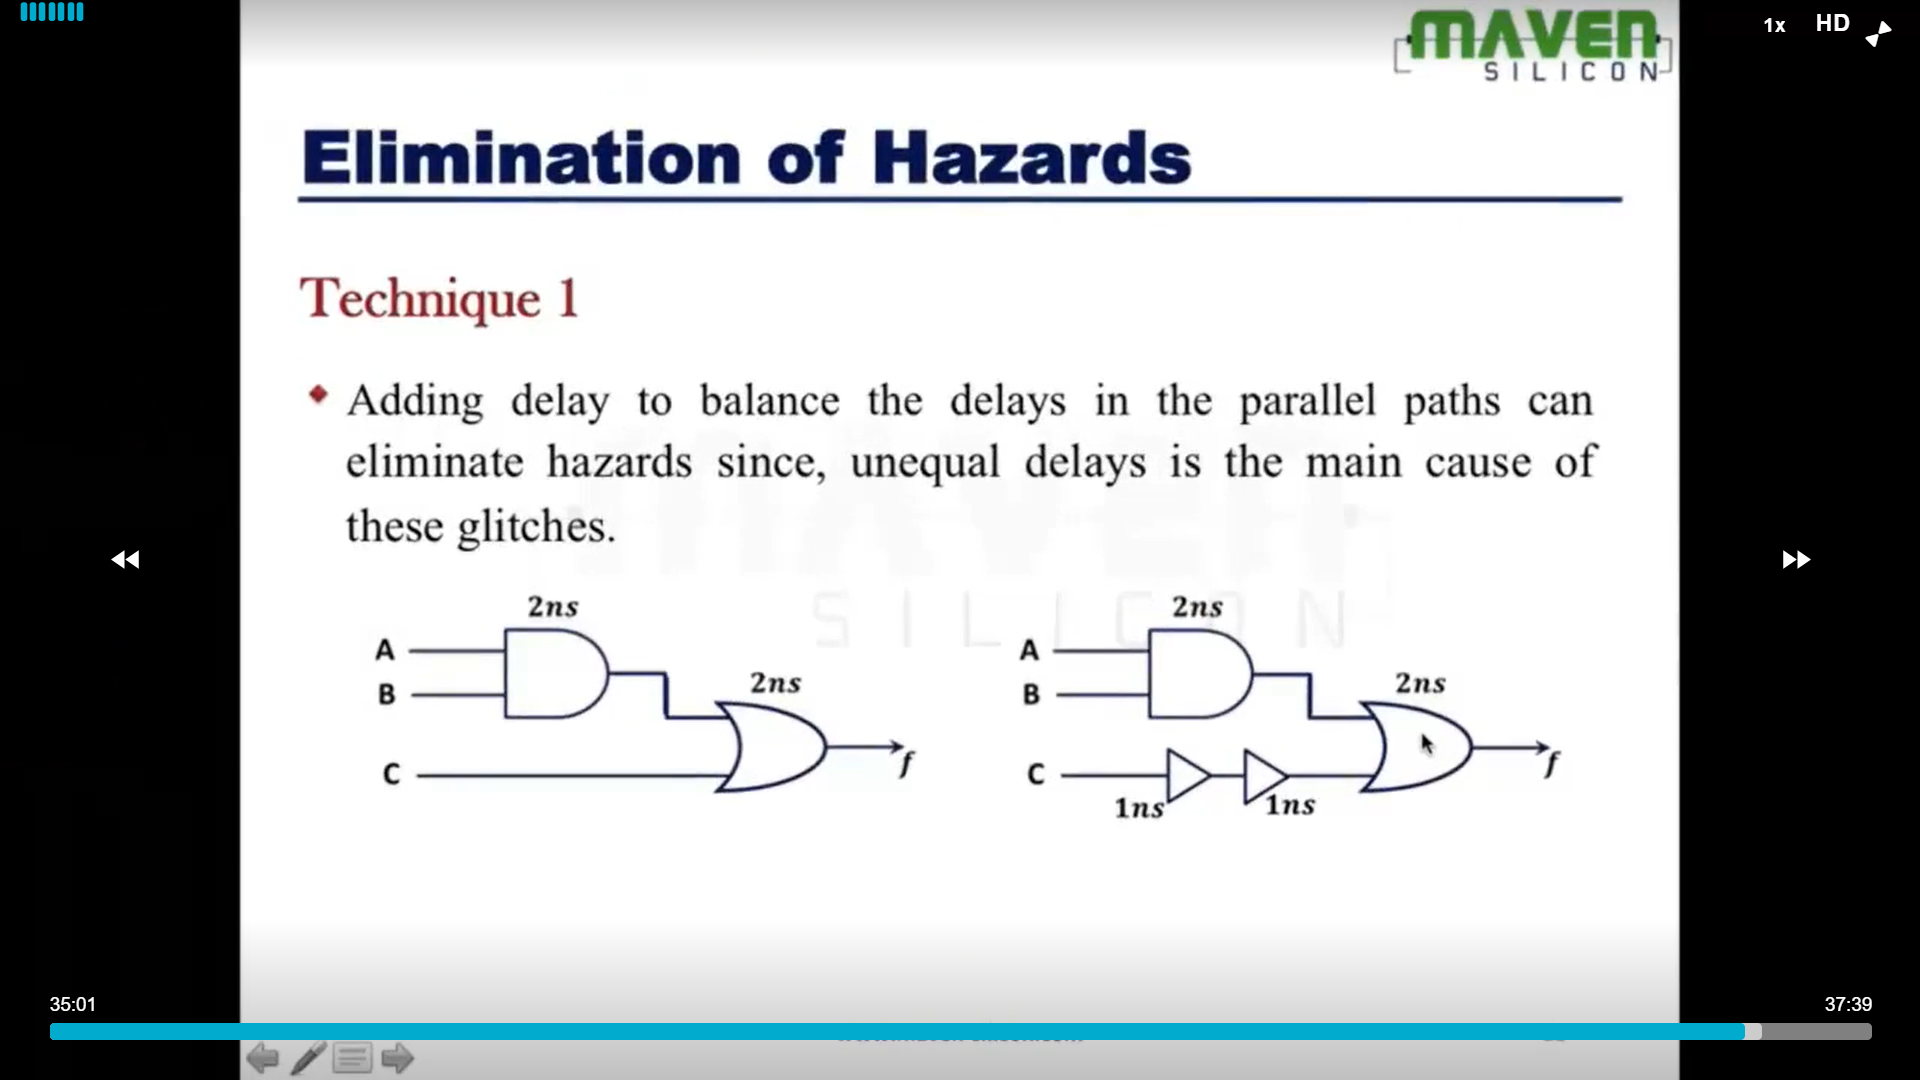 1x HD
MAVEN
SILICON
Elimination of Hazards
Technique 1
Adding delay to balance the delays in the parallel paths can
eliminate hazards since, unequal delays is the main cause of
these glitches.
SILICON
2ns
A
B
2ns
C
f
2ns
A
B
2ns
C
f
1ns
1ns
35:01
37:39